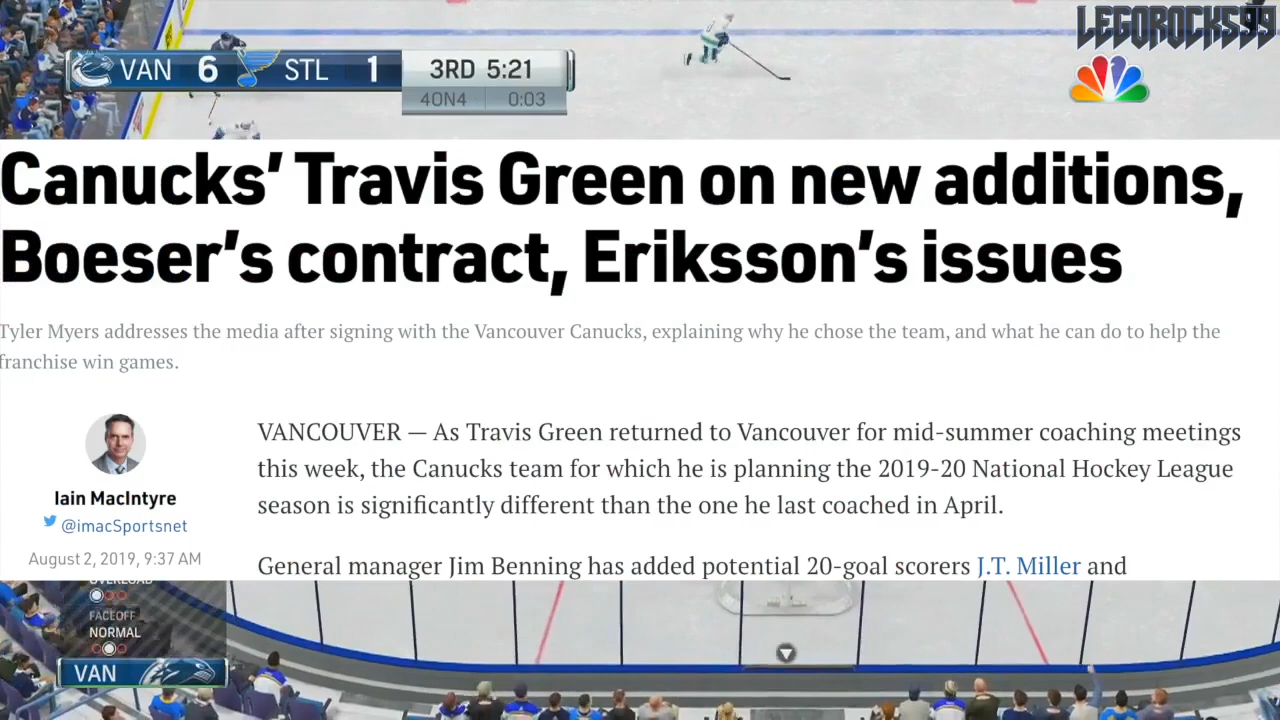 LEGOROCKS99
VAN 6 STL 1 3RD 5:21
4ON4 0:03
Canucks' Travis Green on new additions,
Boeser's contract, Eriksson's issues
Tyler Myers addresses the media after signing with the Vancouver Canucks, explaining why he chose the team, and what he can do to help the
franchise win games.
Iain MacIntyre
@imacSportsnet
August 2, 2019, 9:37 AM
VANCOUVER — As Travis Green returned to Vancouver for mid-summer coaching meetings
this week, the Canucks team for which he is planning the 2019-20 National Hockey League
season is significantly different than the one he last coached in April.
General manager Jim Benning has added potential 20-goal scorers J.T. Miller and
OVERLOAD
FACEOFF
NORMAL
VAN